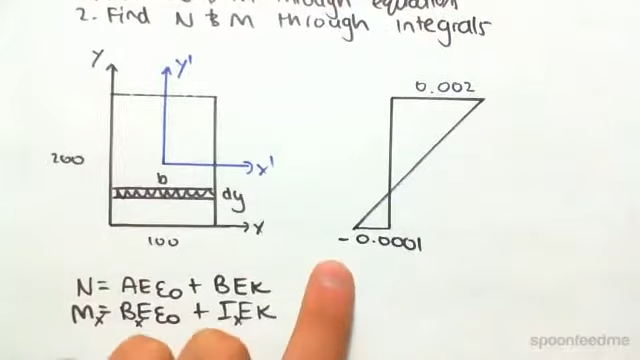 2. Find N & M through integrals
y
y'
0.002
200
x'
b
dy
x
100
- 0.0001
N = AEε₀ + BEK
Mₓ = BₓEε₀ + IₓEK
spoonfeedme